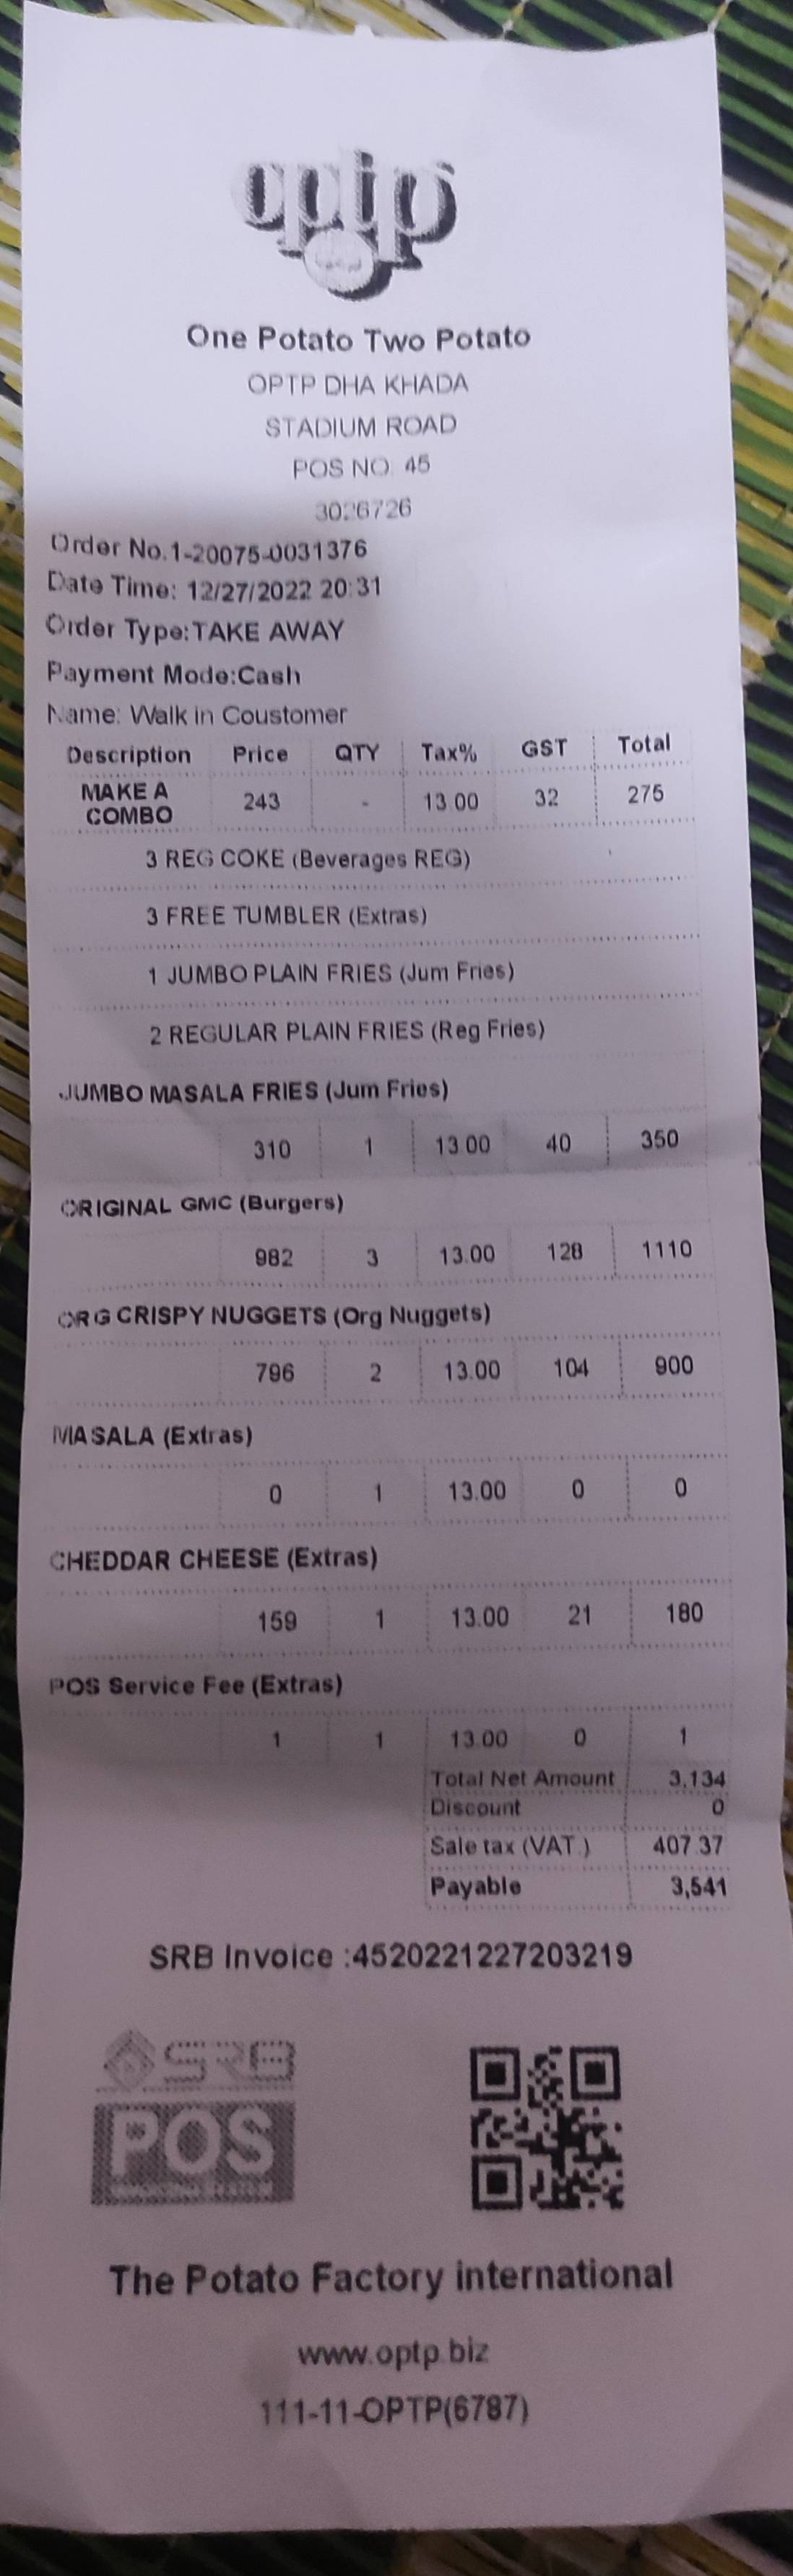 optp
One Potato Two Potato
OPTP DHA KHADA
STADIUM ROAD
POS NO. 45
3026726
Order No.1-20075-0031376
Date Time: 12/27/2022 20:31
Order Type:TAKE AWAY
Payment Mode:Cash
Name: Walk in Coustomer
Description Price QTY Tax% GST Total
MAKE A COMBO 243 - 13.00 32 275
3 REG COKE (Beverages REG)
3 FREE TUMBLER (Extras)
1 JUMBO PLAIN FRIES (Jum Fries)
2 REGULAR PLAIN FRIES (Reg Fries)
JUMBO MASALA FRIES (Jum Fries)
310 1 13.00 40 350
ORIGINAL GMC (Burgers)
982 3 13.00 128 1110
ORG CRISPY NUGGETS (Org Nuggets)
796 2 13.00 104 900
MASALA (Extras)
0 1 13.00 0 0
CHEDDAR CHEESE (Extras)
159 1 13.00 21 180
POS Service Fee (Extras)
1 1 13.00 0 1
Total Net Amount 3,134
Discount 0
Sale tax (VAT.) 407.37
Payable 3,541
SRB Invoice :4520221227203219
SRB
POS
The Potato Factory international
www.optp.biz
111-11-OPTP(6787)